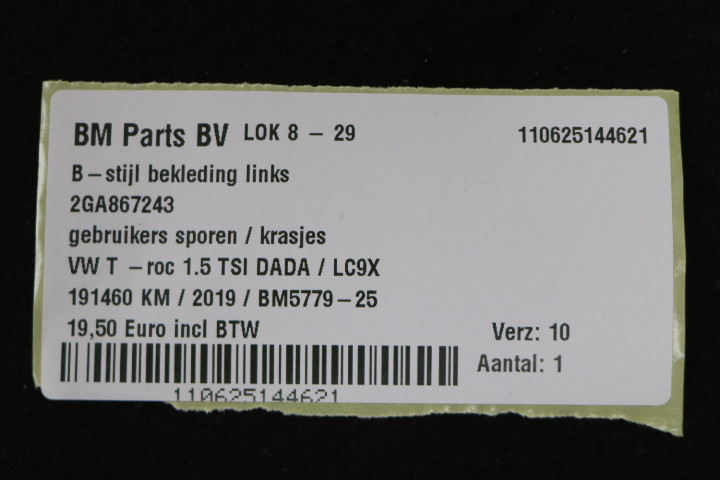 BM Parts BV LOK 8 - 29 110625144621
B-stijl bekleding links
2GA867243
gebruikers sporen / krasjes
VW T -roc 1.5 TSI DADA / LC9X
191460 KM / 2019 / BM5779-25
19,50 Euro incl BTW Verz: 10
Aantal: 1
110625144621